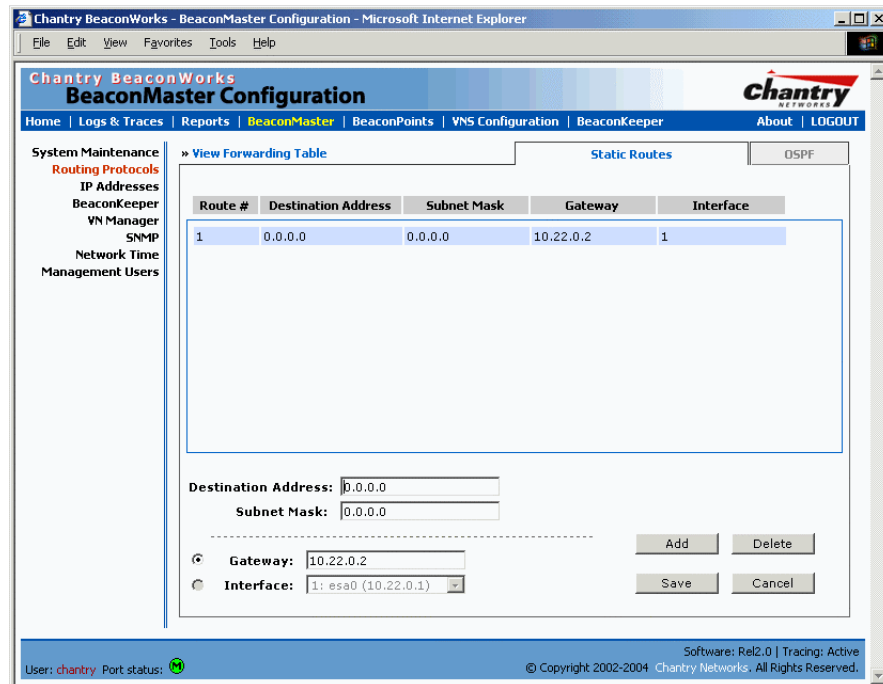 Chantry BeaconWorks - BeaconMaster Configuration - Microsoft Internet Explorer
File Edit View Favorites Tools Help
Chantry BeaconWorks
BeaconMaster Configuration
Chantry
NETWORKS
Home | Logs & Traces | Reports | BeaconMaster | BeaconPoints | VNS Configuration | BeaconKeeper About | LOGOUT
System Maintenance
Routing Protocols
IP Addresses
BeaconKeeper
VN Manager
SNMP
Network Time
Management Users
» View Forwarding Table Static Routes OSPF
Route # Destination Address Subnet Mask Gateway Interface
1 0.0.0.0 0.0.0.0 10.22.0.2 1
Destination Address: 0.0.0.0
Subnet Mask: 0.0.0.0
Gateway: 10.22.0.2
Interface: 1: esa0 (10.22.0.1)
Add Delete
Save Cancel
User: chantry Port status: M
Software: Rel2.0 | Tracing: Active
© Copyright 2002-2004 Chantry Networks. All Rights Reserved.